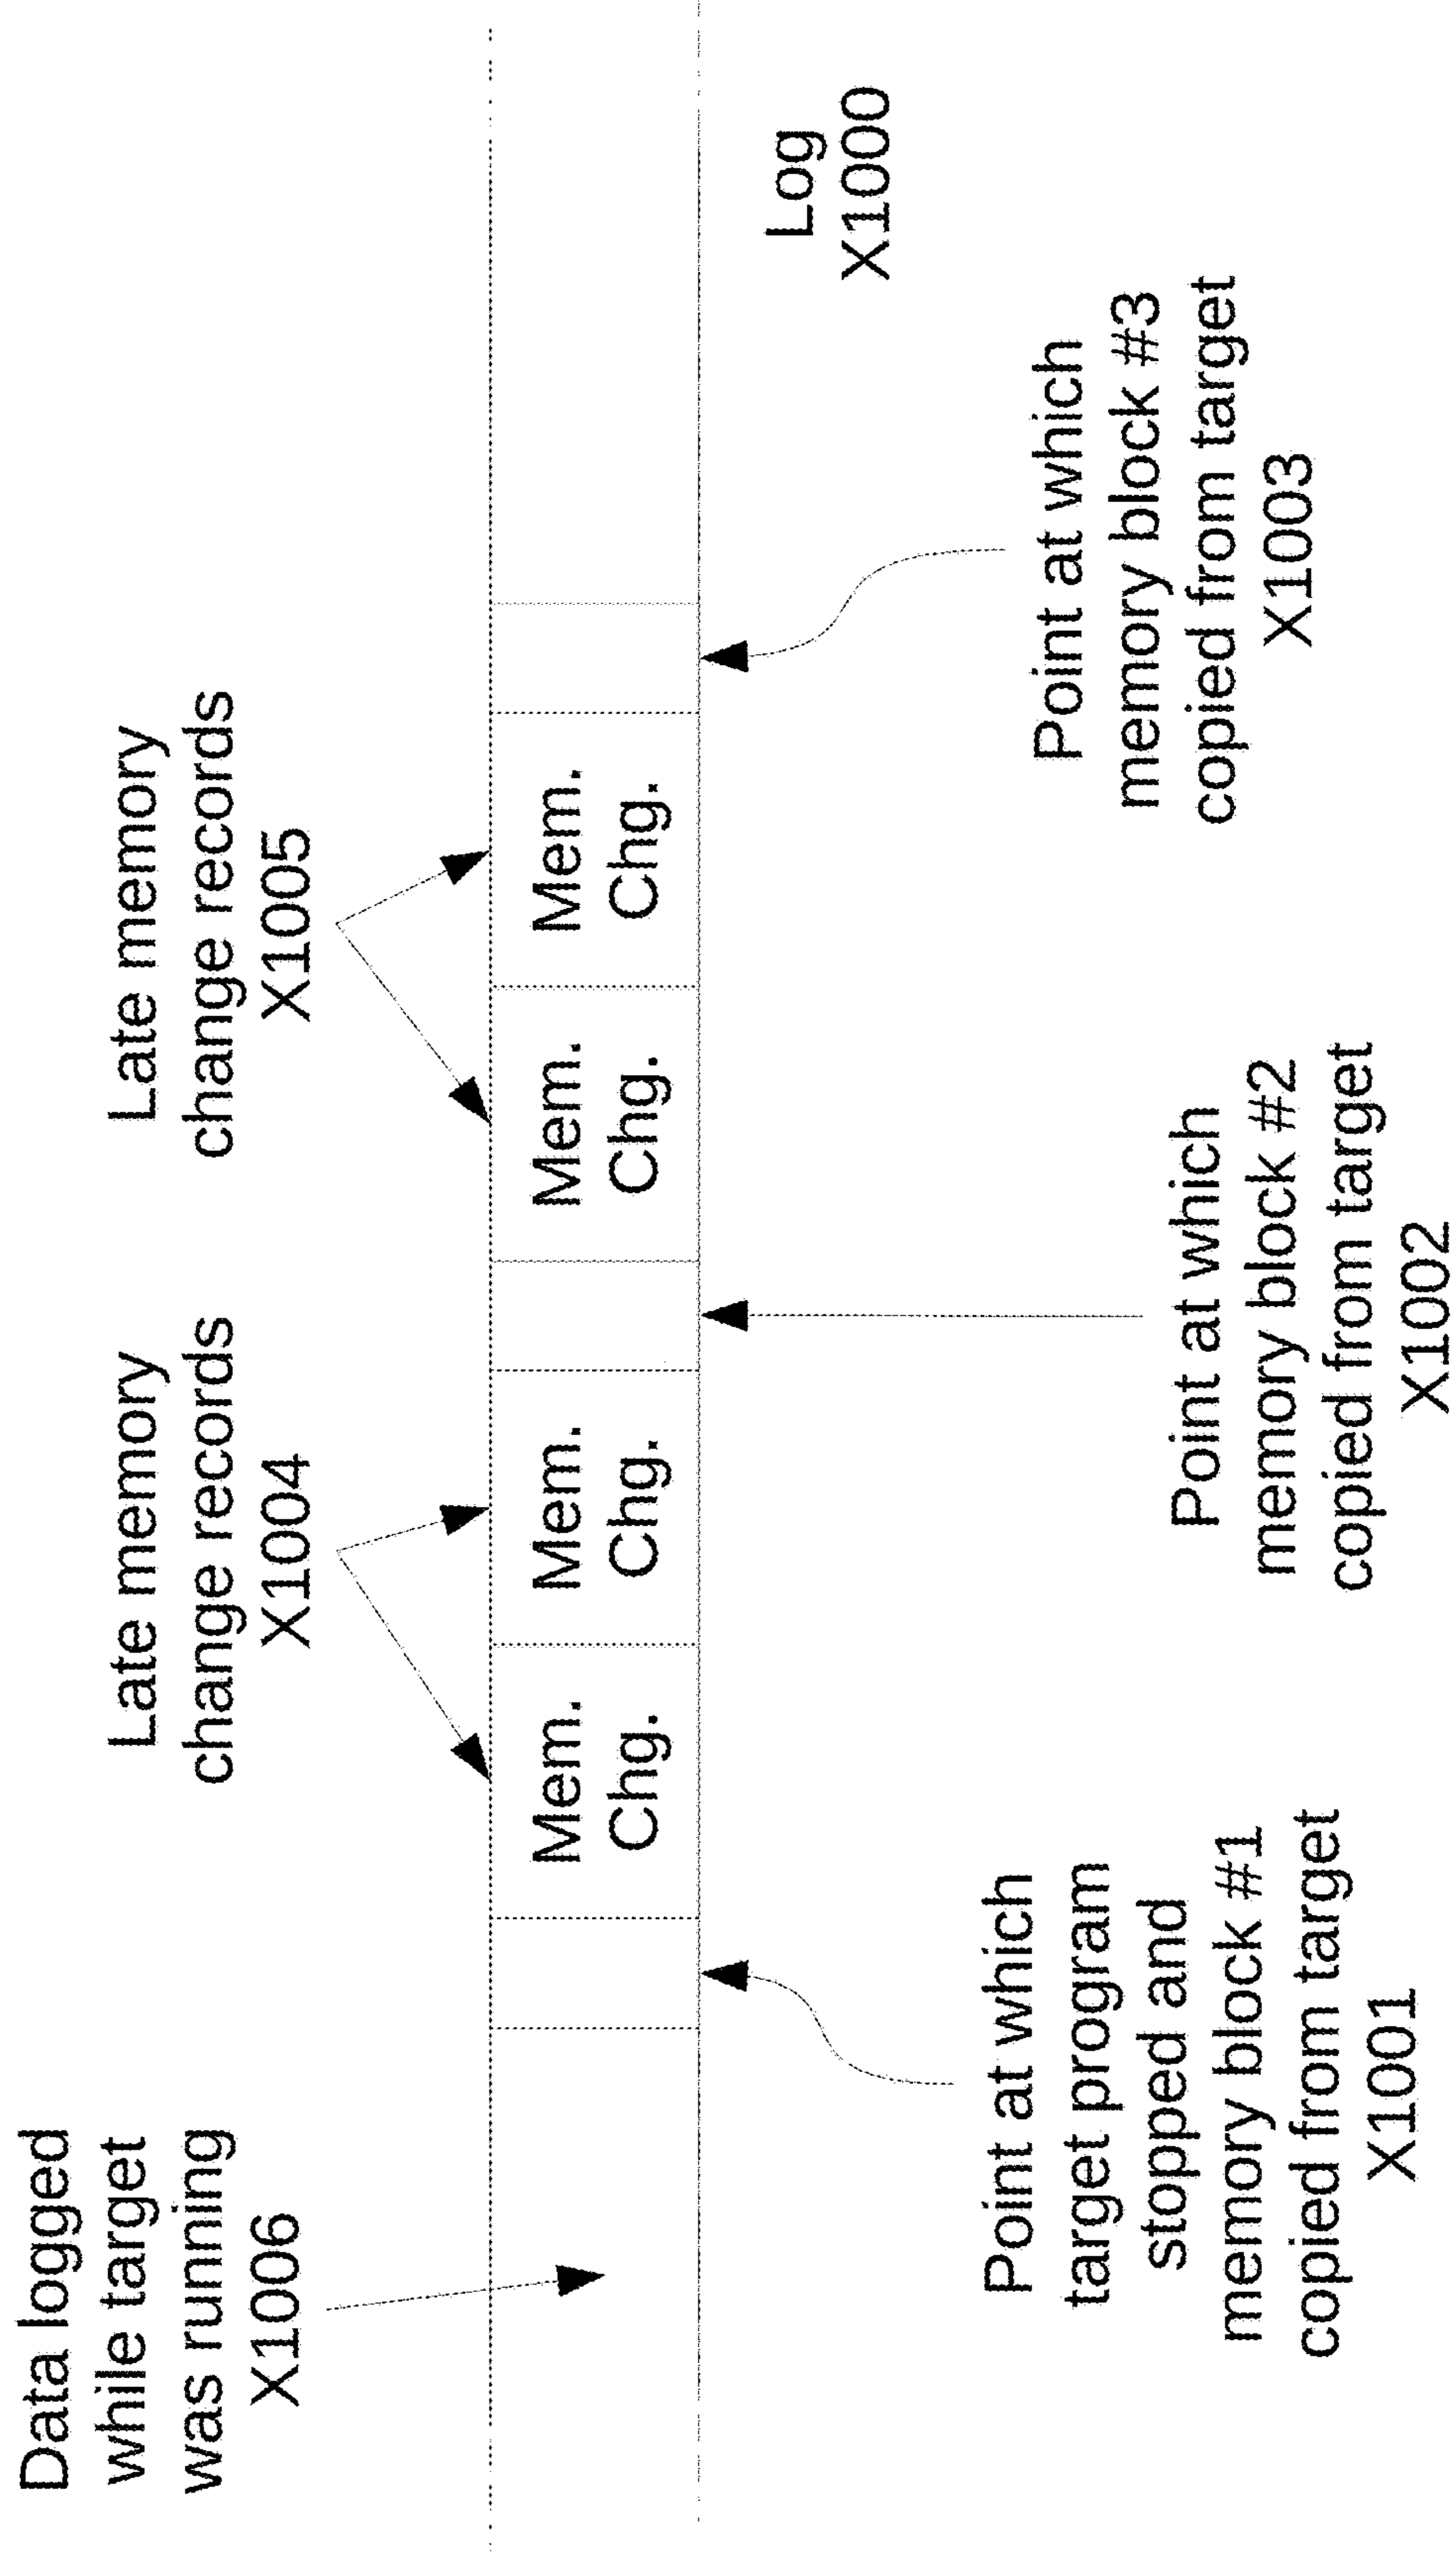 Data logged
while target
was running
X1006
Late memory
change records
X1004
Late memory
change records
X1005
Mem.
Chg.
Mem.
Chg.
Mem.
Chg.
Mem.
Chg.
Log
X1000
Point at which
target program
stopped and
memory block #1
copied from target
X1001
Point at which
memory block #2
copied from target
X1002
Point at which
memory block #3
copied from target
X1003